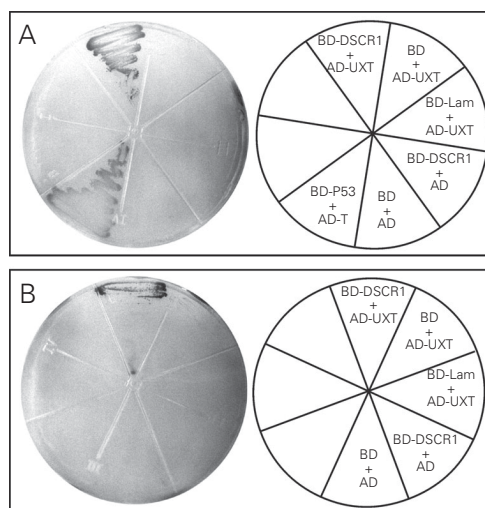 A
BD-DSCR1
+
AD-UXT
BD
+
AD-UXT
BD-Lam
+
AD-UXT
BD-DSCR1
+
AD
BD
+
AD
BD-P53
+
AD-T
B
BD-DSCR1
+
AD-UXT
BD
+
AD-UXT
BD-Lam
+
AD-UXT
BD-DSCR1
+
AD
BD
+
AD